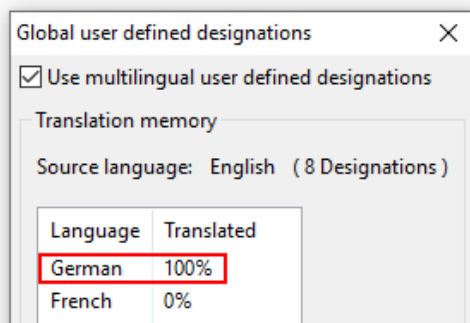 Global user defined designations
Use multilingual user defined designations
Translation memory
Source language: English ( 8 Designations )
Language Translated
German 100%
French 0%